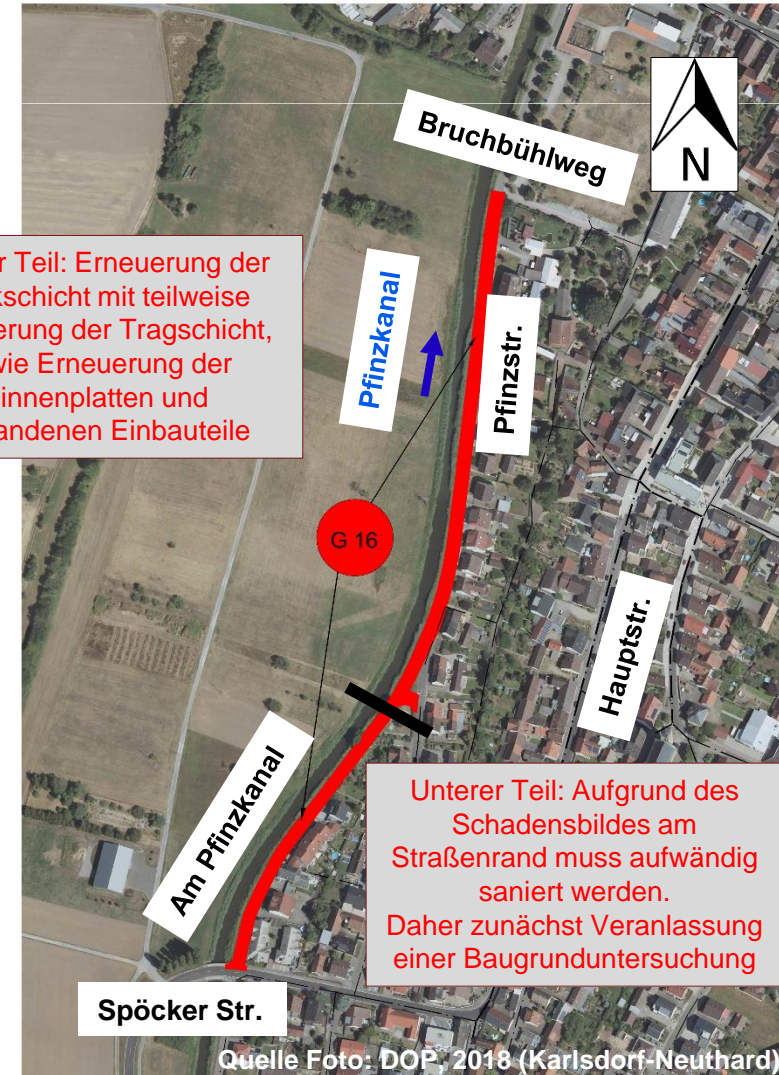 Bruchbühlweg
N
r Teil: Erneuerung der
kschicht mit teilweise
erung der Tragschicht,
wie Erneuerung der
innenplatten und
andenen Einbauteile
Pfinzkanal
Pfinzstr.
G 16
Hauptstr.
Am Pfinzkanal
Unterer Teil: Aufgrund des
Schadensbildes am
Straßenrand muss aufwändig
saniert werden.
Daher zunächst Veranlassung
einer Baugrunduntersuchung
Spöcker Str.
Quelle Foto: DOP, 2018 (Karlsdorf-Neuthard)